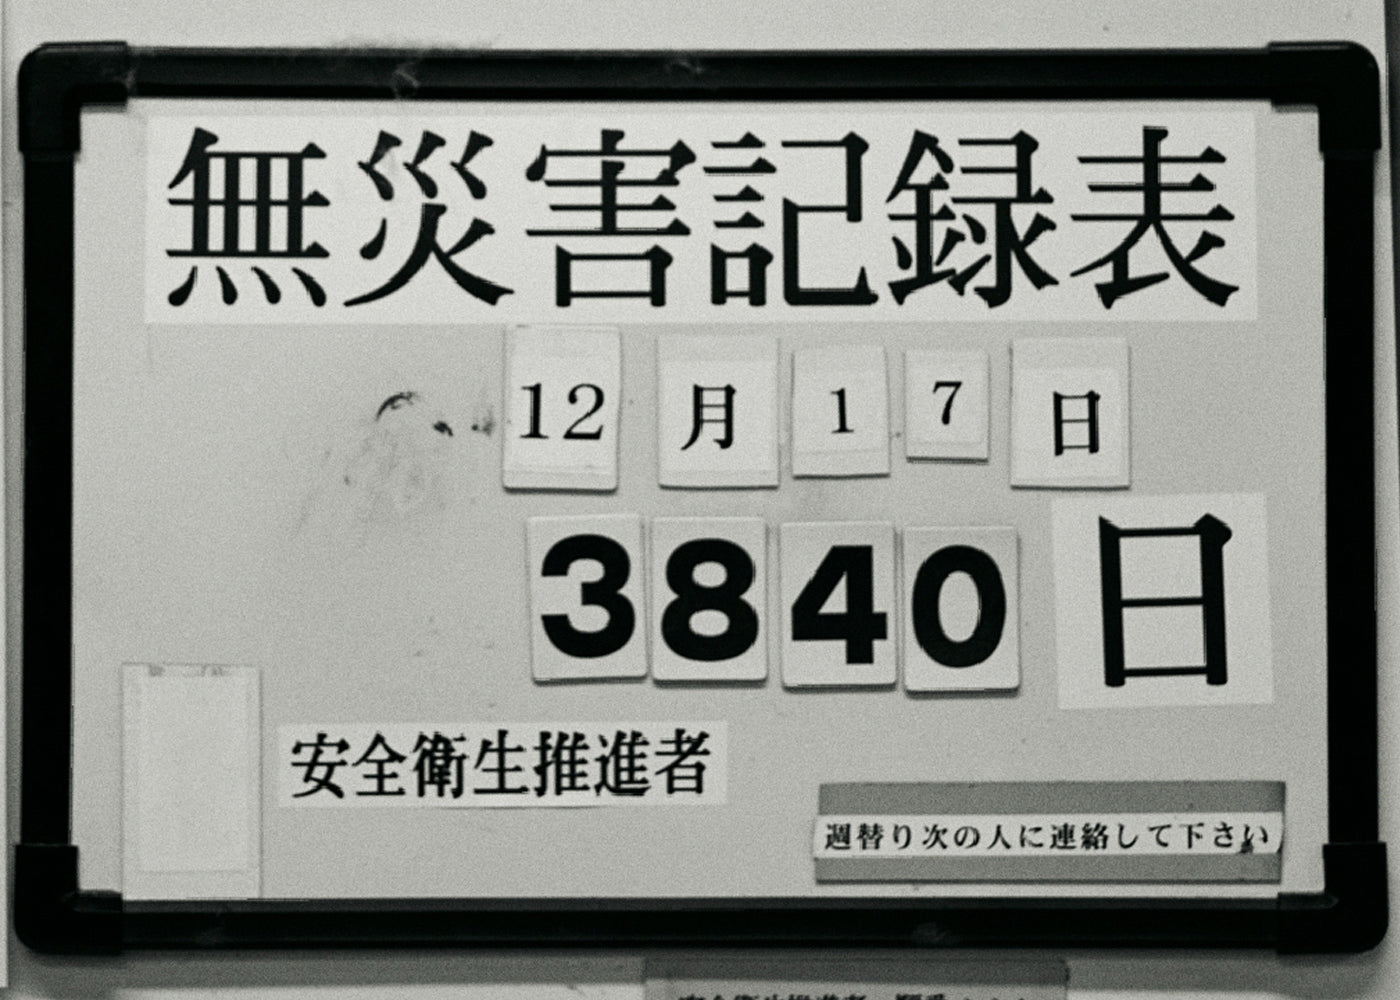 無災害記録表
12月17日
3840日
安全衛生推進者
週替り次の人に連絡して下さい